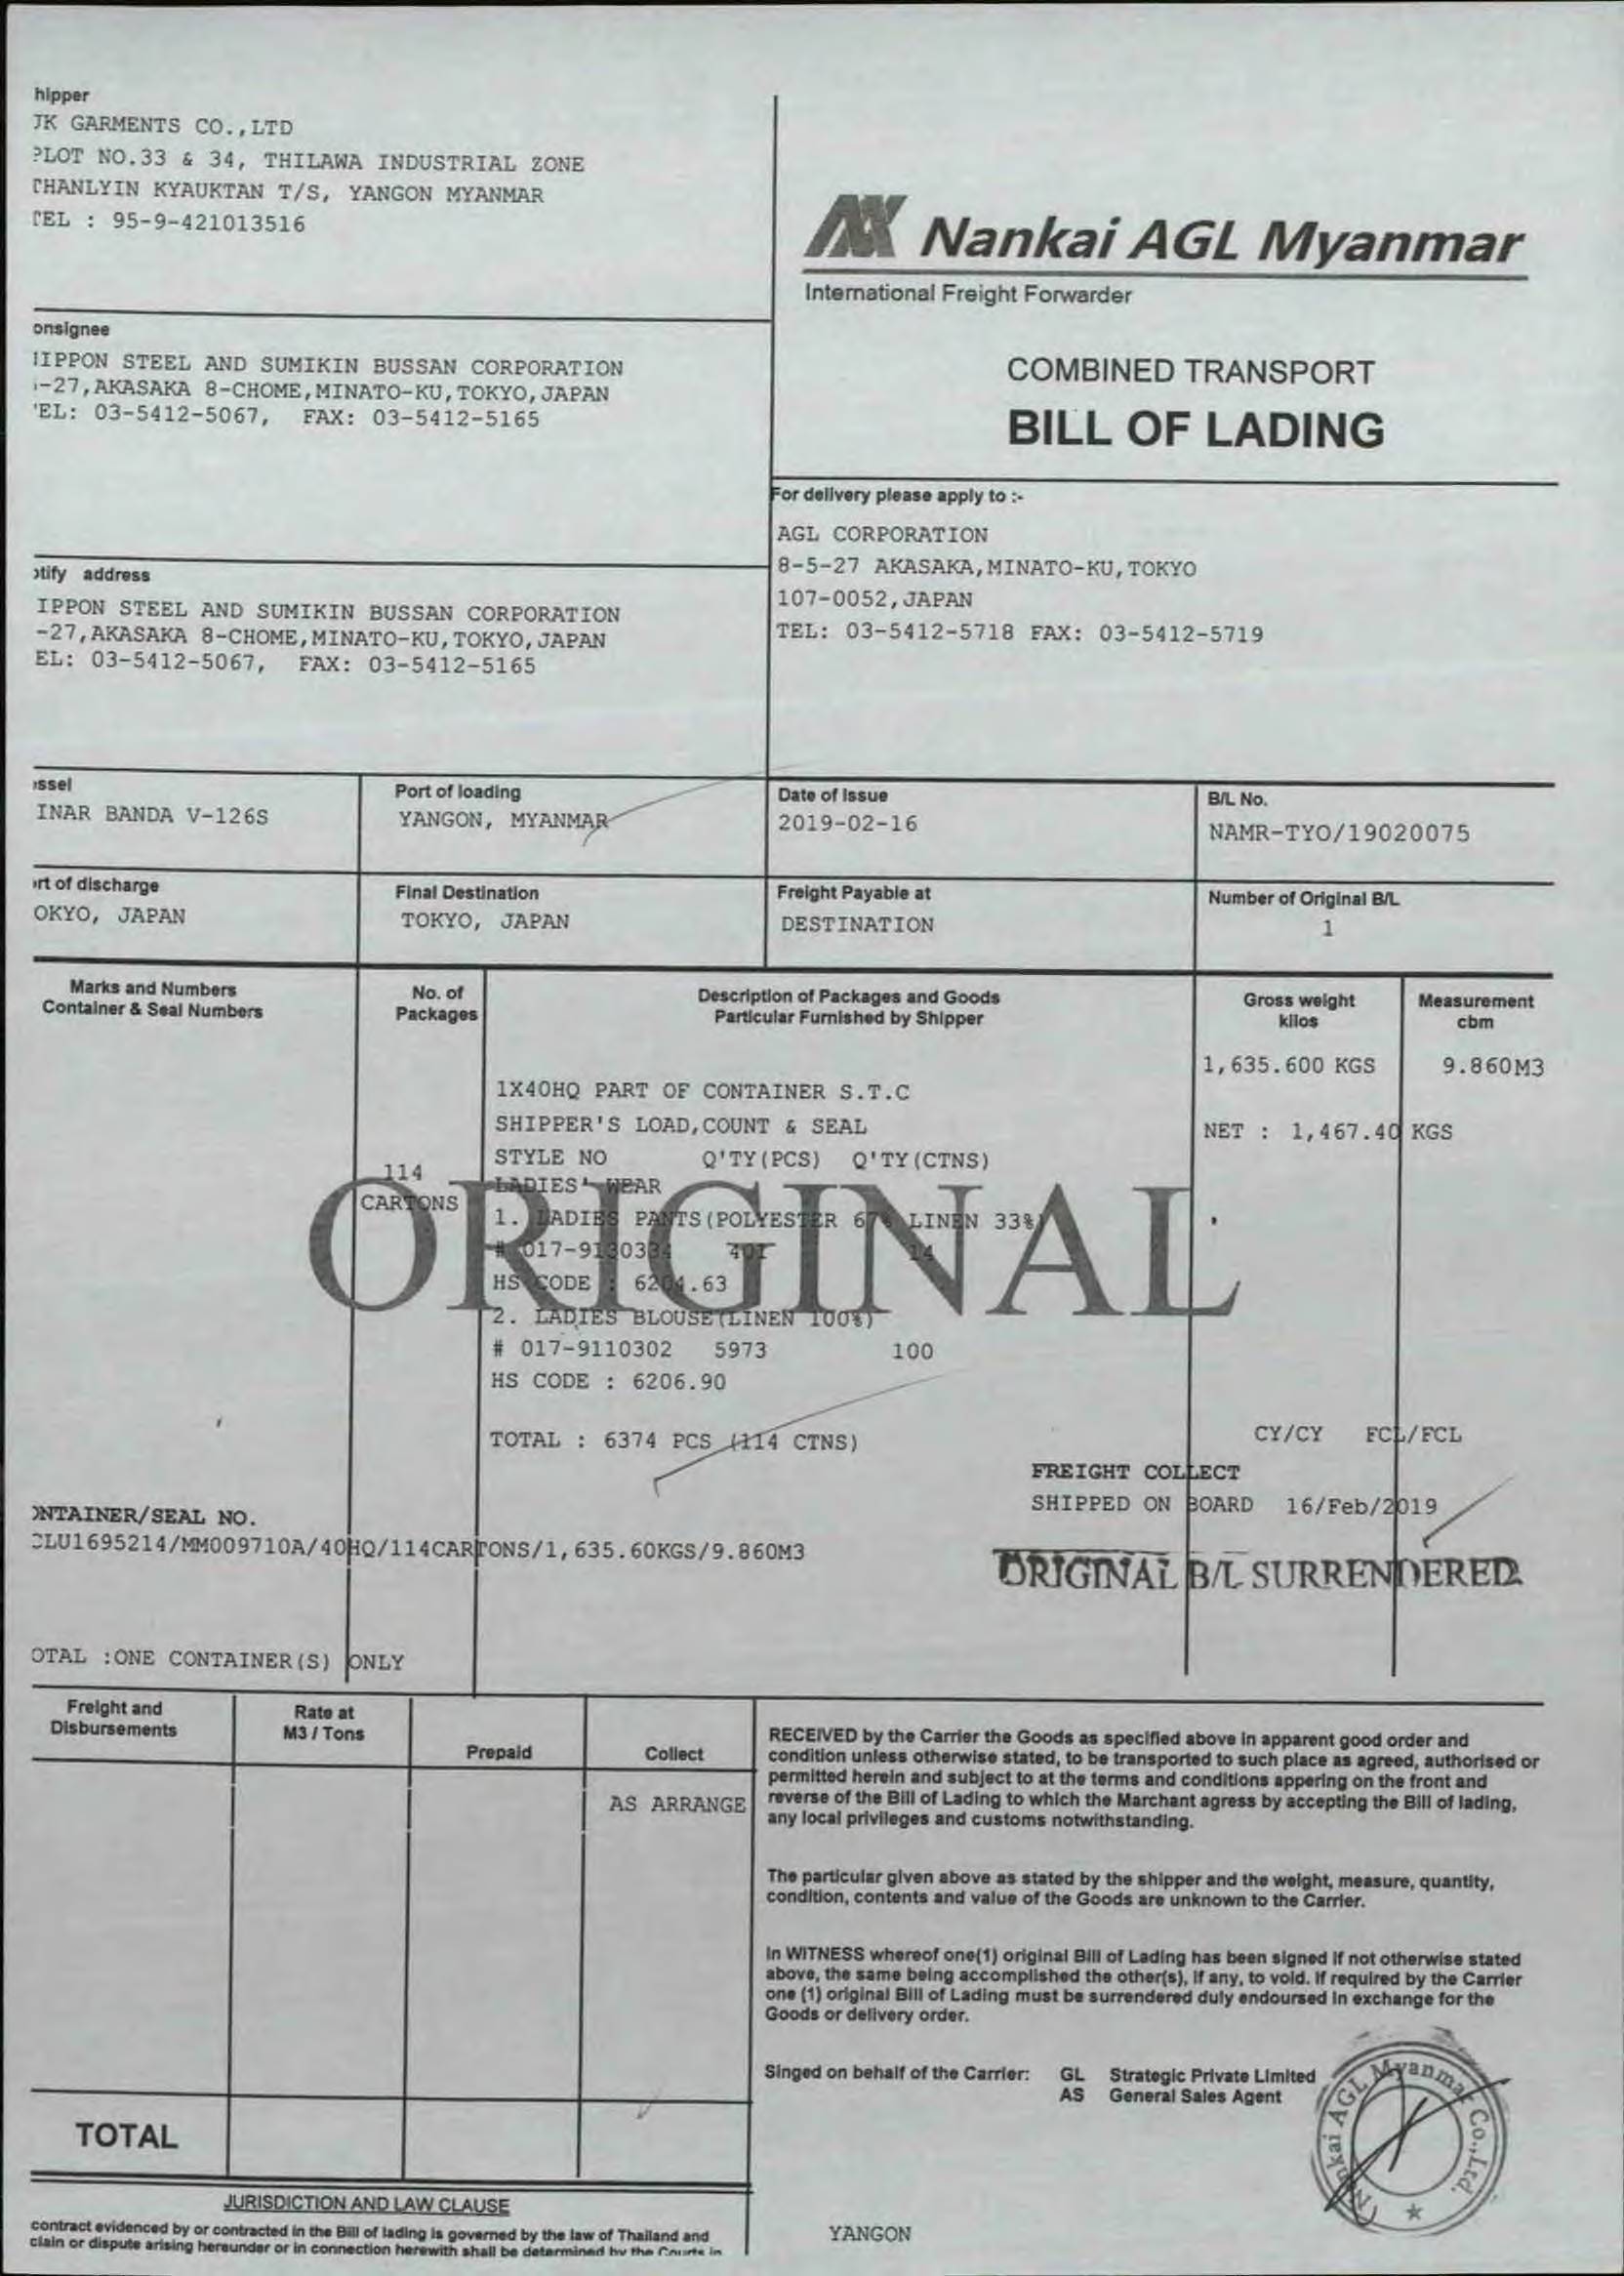 hipper
JK GARMENTS CO.,LTD
PLOT NO.33 & 34, THILAWA INDUSTRIAL ZONE
THANLYIN KYAUKTAN T/S, YANGON MYANMAR
TEL : 95-9-421013516
Nankai AGL Myanmar
International Freight Forwarder
COMBINED TRANSPORT
BILL OF LADING
onsignee
IIPPON STEEL AND SUMIKIN BUSSAN CORPORATION
-27,AKASAKA 8-CHOME,MINATO-KU,TOKYO,JAPAN
'EL: 03-5412-5067, FAX: 03-5412-5165
For delivery please apply to :-
AGL CORPORATION
8-5-27 AKASAKA,MINATO-KU,TOKYO
107-0052,JAPAN
TEL: 03-5412-5718 FAX: 03-5412-5719
otify address
IPPON STEEL AND SUMIKIN BUSSAN CORPORATION
-27,AKASAKA 8-CHOME,MINATO-KU,TOKYO,JAPAN
EL: 03-5412-5067, FAX: 03-5412-5165
essel
INAR BANDA V-126S
Port of loading
YANGON, MYANMAR
Date of Issue
2019-02-16
B/L No.
NAMR-TYO/19020075
ort of discharge
OKYO, JAPAN
Final Destination
TOKYO, JAPAN
Freight Payable at
DESTINATION
Number of Original B/L
1
Marks and Numbers
Container & Seal Numbers
No. of
Packages
Description of Packages and Goods
Particular Furnished by Shipper
Gross weight
kilos
Measurement
cbm
1,635.600 KGS 9.860M3
1X40HQ PART OF CONTAINER S.T.C
SHIPPER'S LOAD,COUNT & SEAL
NET : 1,467.40 KGS
STYLE NO Q'TY(PCS) Q'TY(CTNS)
114
CARTONS
LADIES' WEAR
1. LADIES PANTS(POLYESTER 67% LINEN 33%)
# 017-9130334 401 14
HS CODE : 6204.63
ORIGINAL
2. LADIES BLOUSE(LINEN 100%)
# 017-9110302 5973 100
HS CODE : 6206.90
TOTAL : 6374 PCS (114 CTNS)
CY/CY FCL/FCL
FREIGHT COLLECT
SHIPPED ON BOARD 16/Feb/2019
ONTAINER/SEAL NO.
CLU1695214/MM009710A/40HQ/114CARTONS/1,635.60KGS/9.860M3
ORIGINAL B/L SURRENDERED
OTAL :ONE CONTAINER(S) ONLY
Freight and
Disbursements
Rate at
M3 / Tons
Prepaid
Collect
AS ARRANGE
TOTAL
RECEIVED by the Carrier the Goods as specified above in apparent good order and
condition unless otherwise stated, to be transported to such place as agreed, authorised or
permitted herein and subject to at the terms and conditions appering on the front and
reverse of the Bill of Lading to which the Marchant agress by accepting the Bill of lading,
any local privileges and customs notwithstanding.
The particular given above as stated by the shipper and the weight, measure, quantity,
condition, contents and value of the Goods are unknown to the Carrier.
In WITNESS whereof one(1) original Bill of Lading has been signed if not otherwise stated
above, the same being accomplished the other(s), if any, to void. If required by the Carrier
one (1) original Bill of Lading must be surrendered duly endoursed in exchange for the
Goods or delivery order.
Singed on behalf of the Carrier: GL Strategic Private Limited
AS General Sales Agent
Nankai AGL Myanmar Co.,Ltd.
JURISDICTION AND LAW CLAUSE
contract evidenced by or contracted in the Bill of lading is governed by the law of Thailand and
clain or dispute arising hereunder or in connection herewith shall be determined by the Courts in
YANGON